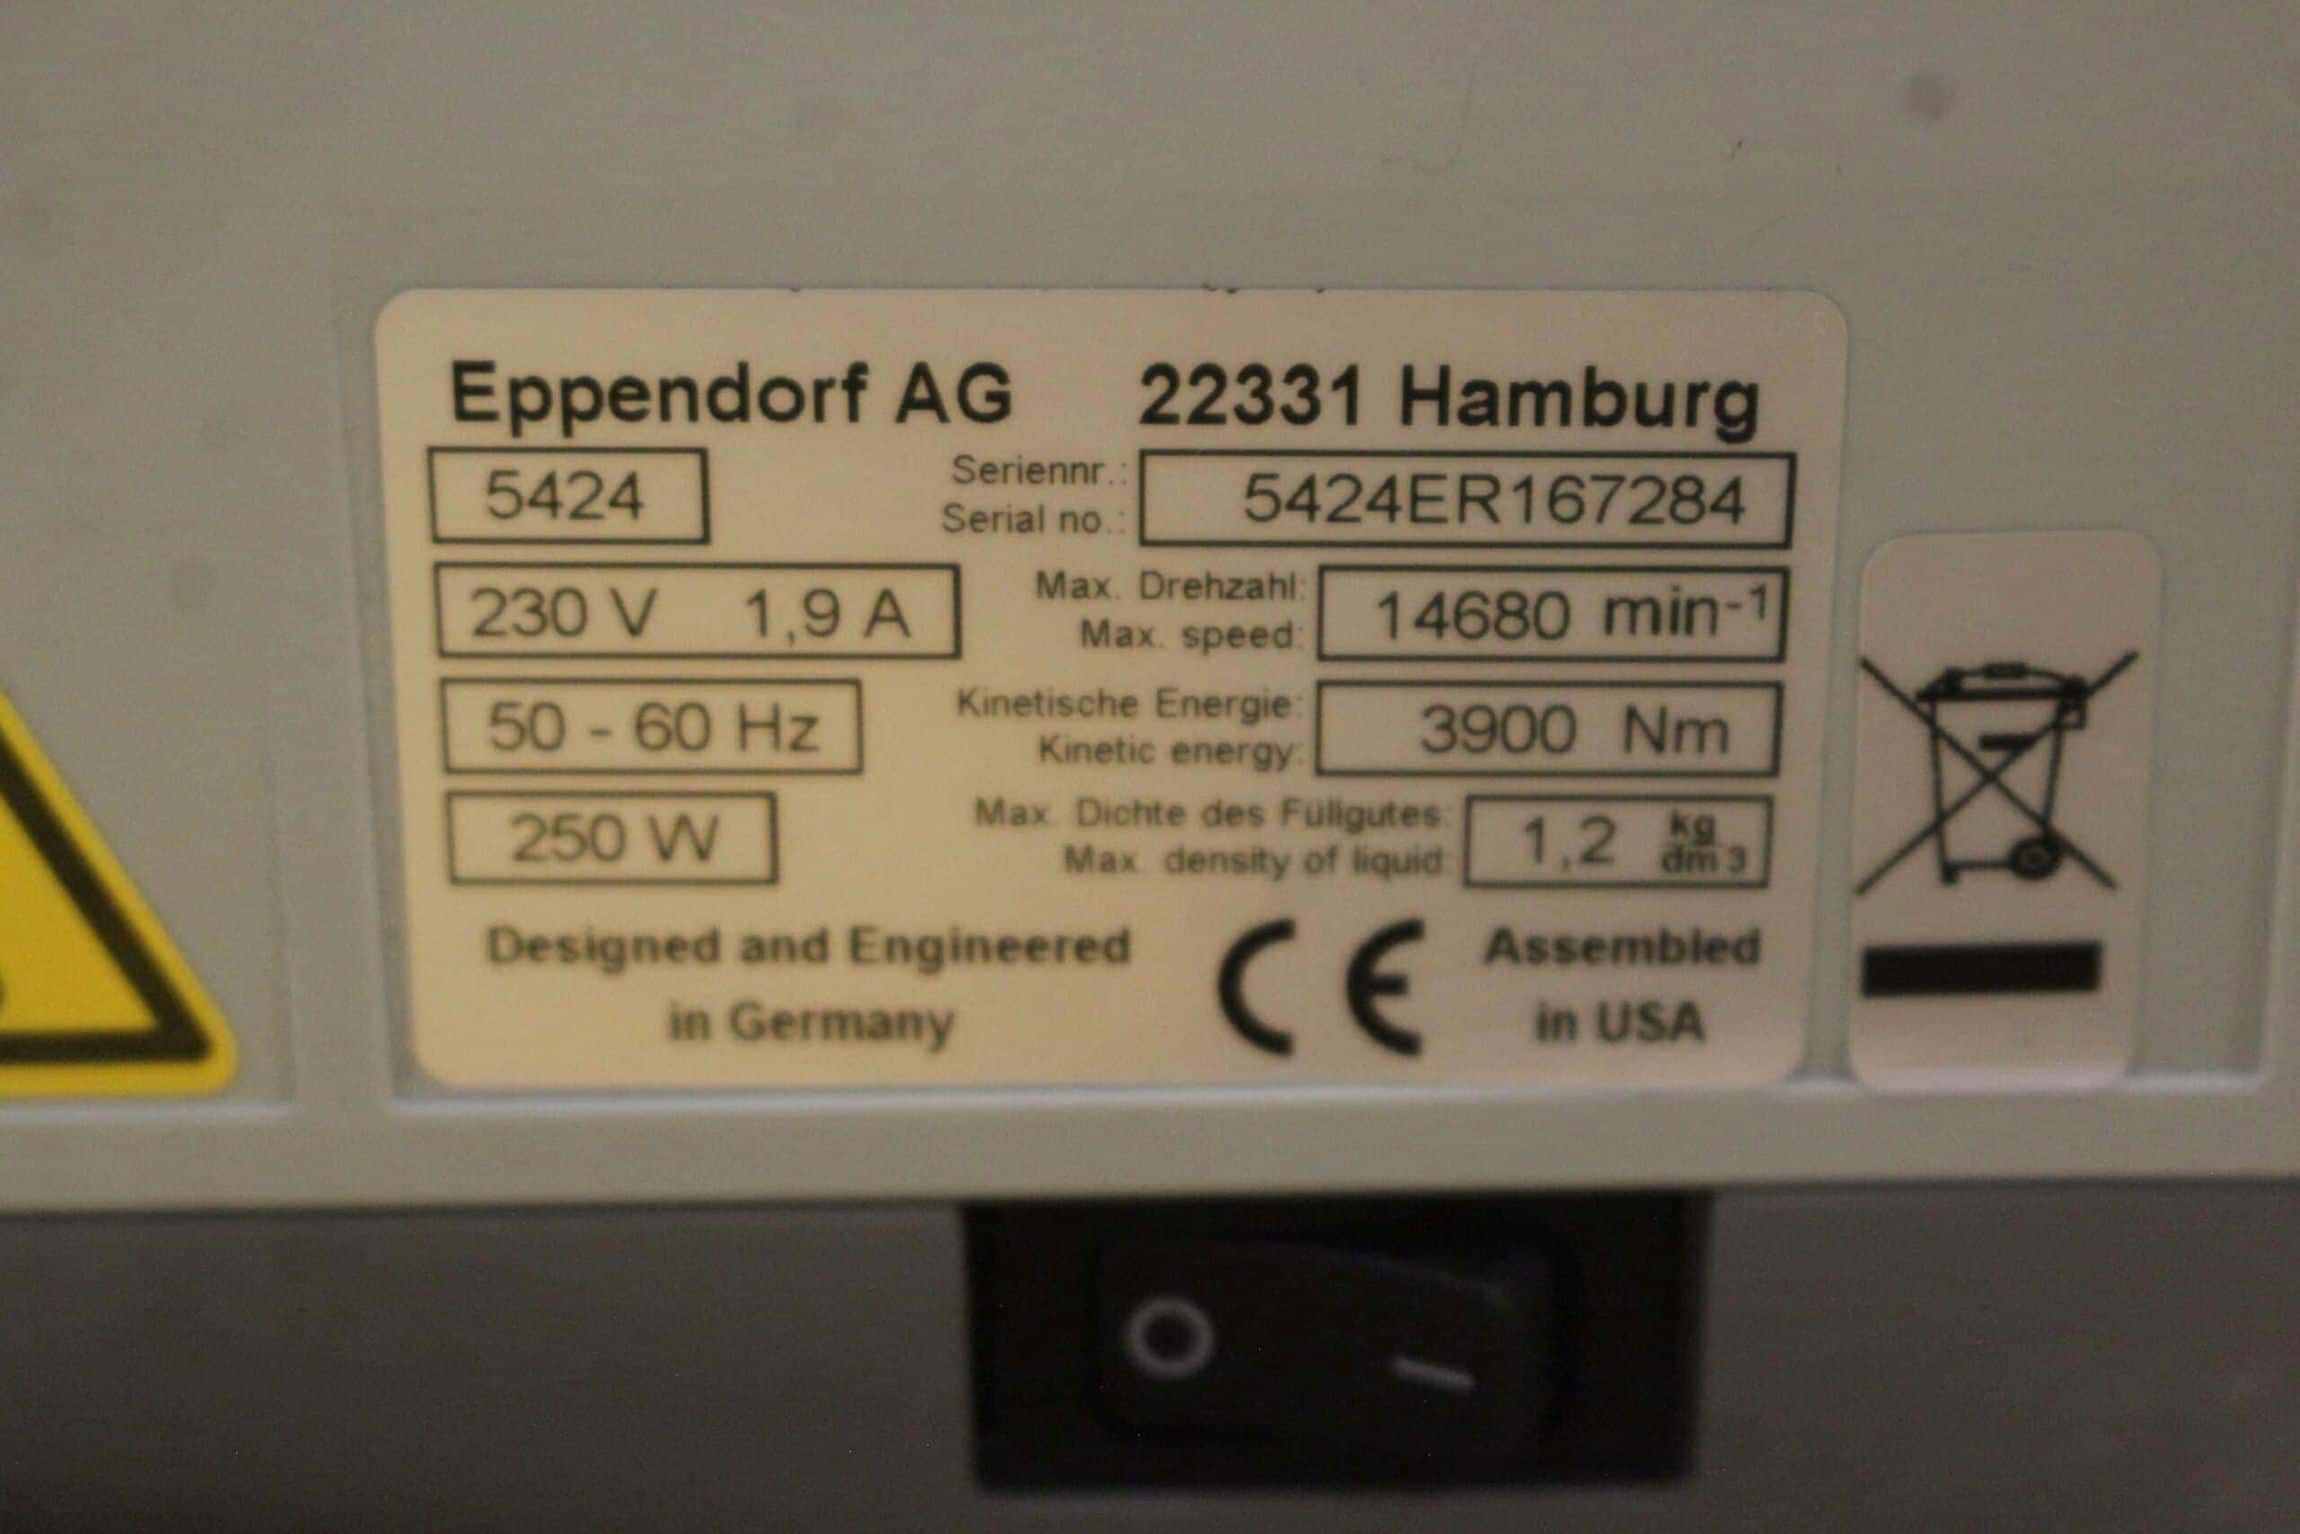 Eppendorf AG 22331 Hamburg
5424 Seriennr.: Serial no.: 5424ER167284
230 V 1,9 A Max. Drehzahl: Max. speed: 14680 min-1
50 - 60 Hz Kinetische Energie: Kinetic energy: 3900 Nm
250 W Max. Dichte des Füllgutes: Max. density of liquid: 1,2 kg/dm3
Designed and Engineered in Germany CE Assembled in USA